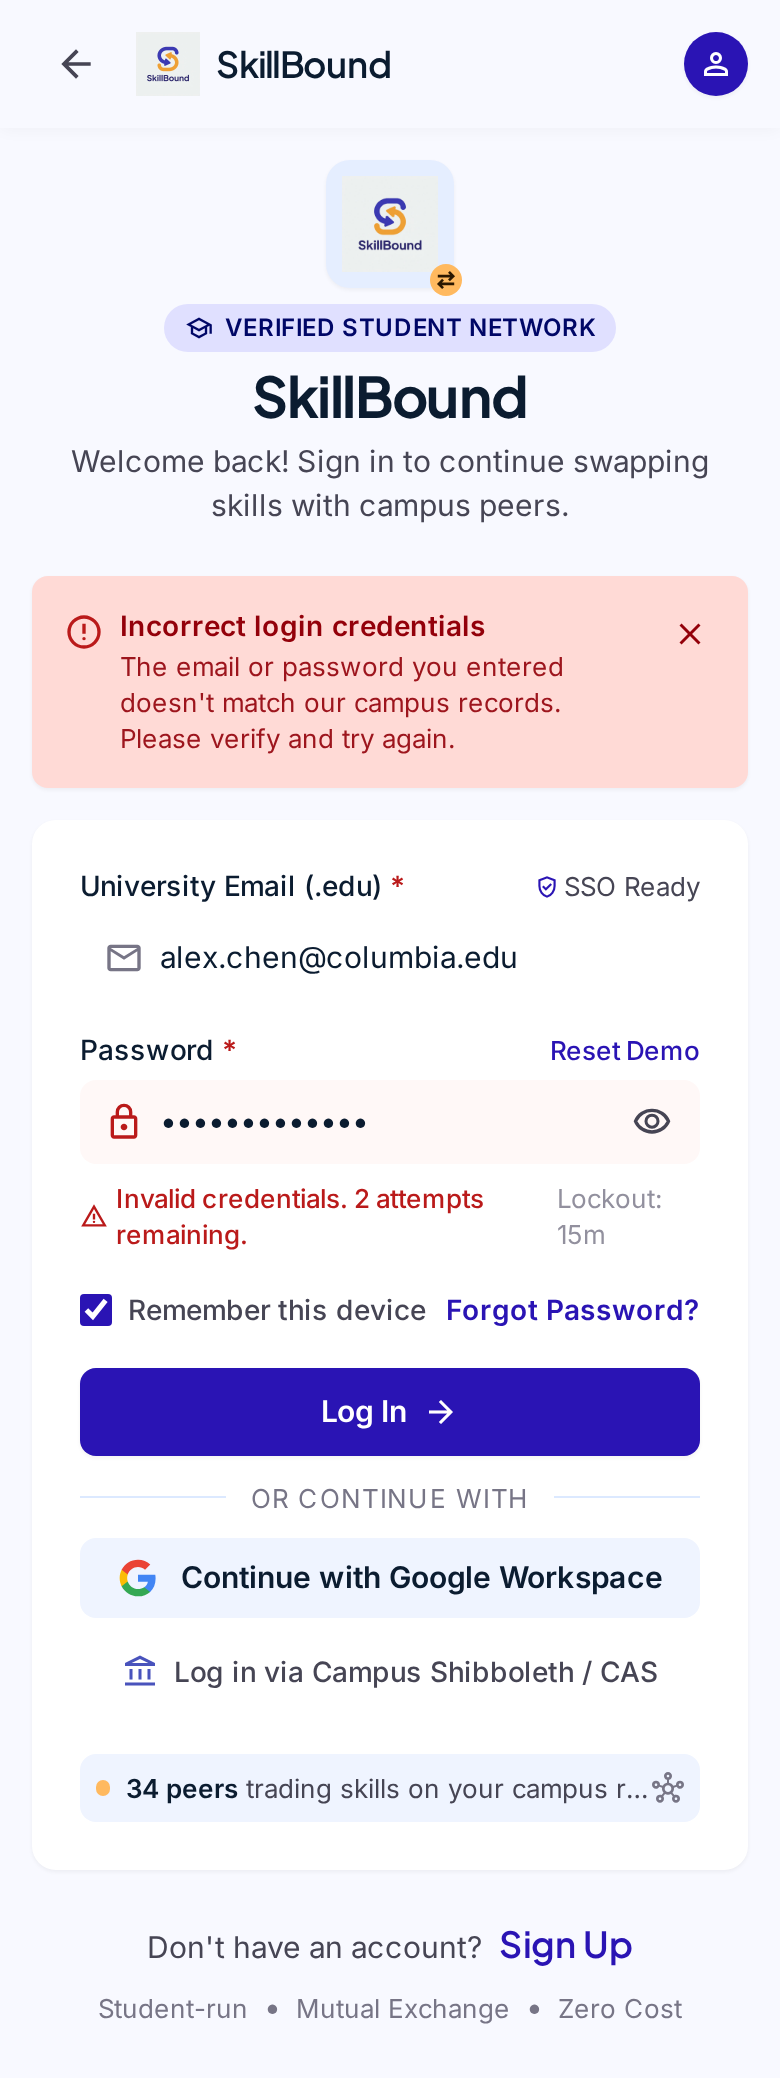 SkillBound
SkillBound
SkillBound
VERIFIED STUDENT NETWORK
SkillBound
Welcome back! Sign in to continue swapping
skills with campus peers.
Incorrect login credentials
The email or password you entered
doesn't match our campus records.
Please verify and try again.
University Email (.edu) *
SSO Ready
alex.chen@columbia.edu
Password *
Reset Demo
•••••••••••••
Invalid credentials. 2 attempts
remaining.
Lockout:
15m
Remember this device
Forgot Password?
Log In
OR CONTINUE WITH
Continue with Google Workspace
Log in via Campus Shibboleth / CAS
34 peers trading skills on your campus r...
Don't have an account? Sign Up
Student-run • Mutual Exchange • Zero Cost